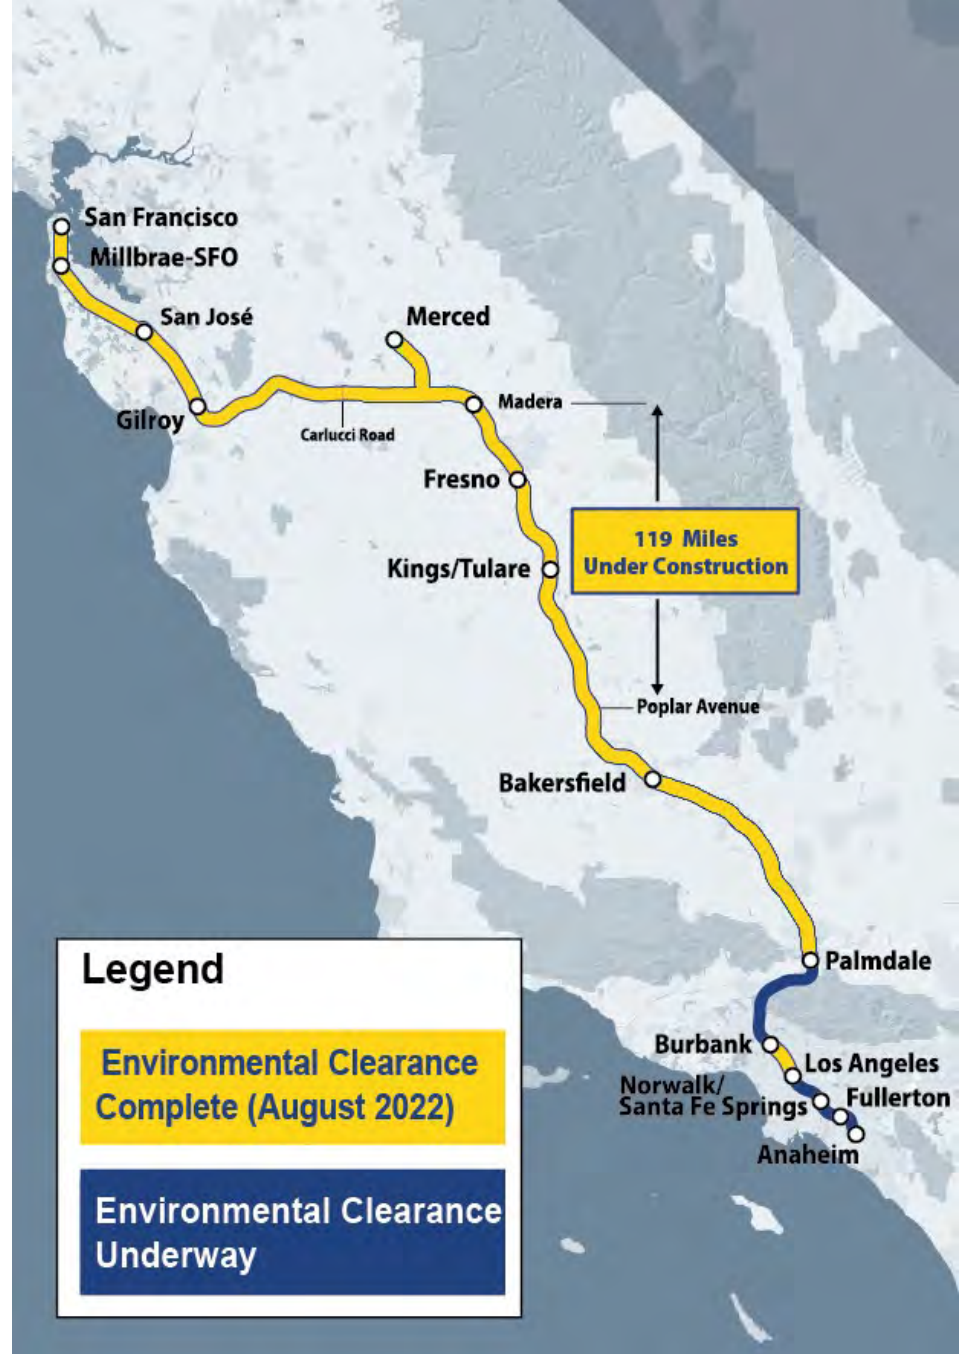 San Francisco
Millbrae-SFO
San José
Merced
Gilroy
Carlucci Road
Madera
Fresno
119 Miles
Under Construction
Kings/Tulare
Poplar Avenue
Bakersfield
Palmdale
Burbank
Los Angeles
Norwalk/
Santa Fe Springs
Fullerton
Anaheim
Legend
Environmental Clearance
Complete (August 2022)
Environmental Clearance
Underway